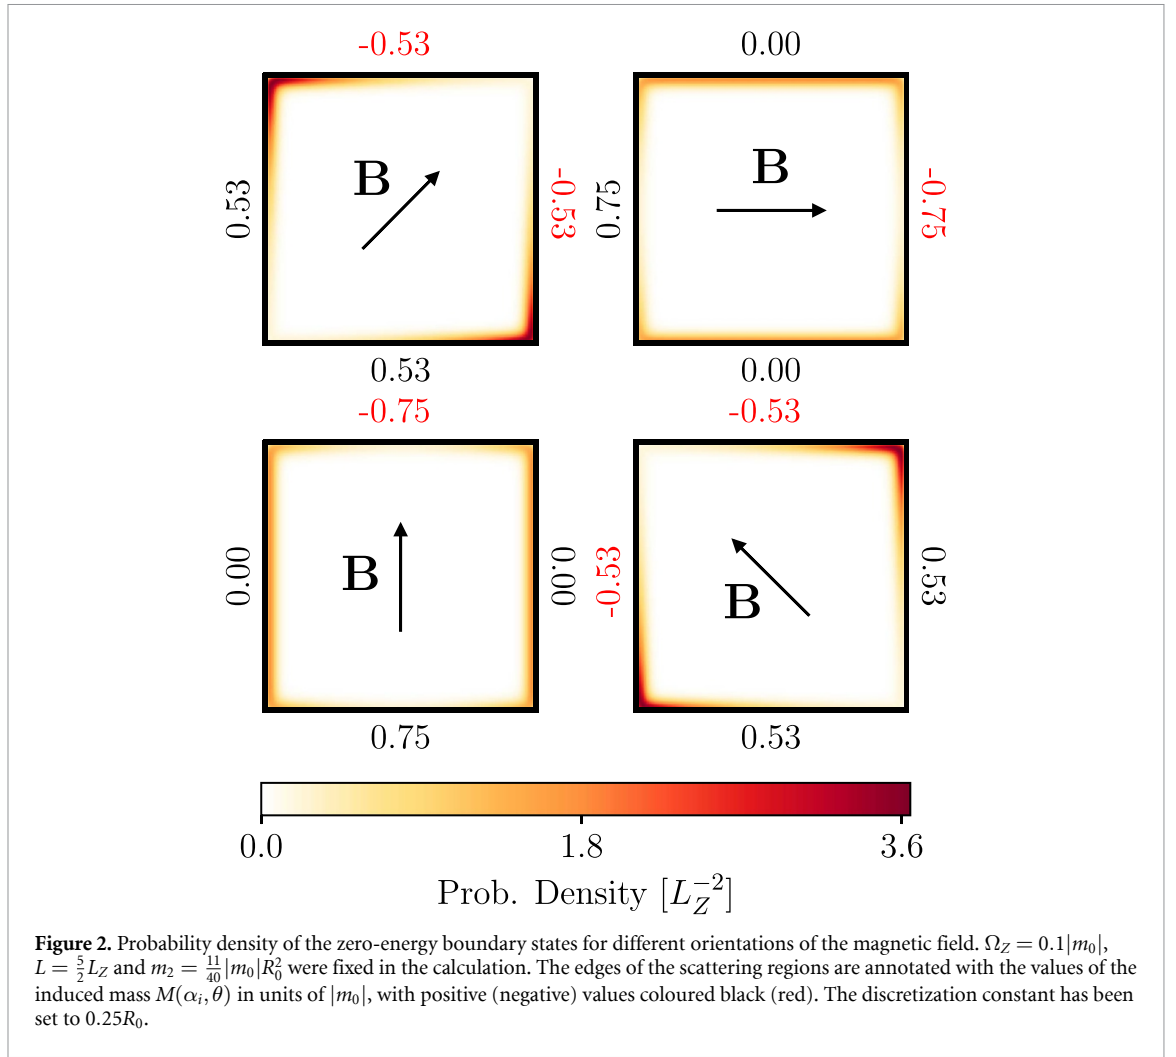 -0.53 0.00
B B
0.53 -0.53 0.75 -0.75
0.53 0.00
-0.75 -0.53
B B
0.00 0.00 -0.53 0.53
0.75 0.53
0.0 1.8 3.6
Prob. Density [$L_Z^{-2}$]
Figure 2. Probability density of the zero-energy boundary states for different orientations of the magnetic field. $\Omega_Z = 0.1|m_0|$,
$L = \frac{5}{2}L_Z$ and $m_2 = \frac{11}{40}|m_0|R_0^2$ were fixed in the calculation. The edges of the scattering regions are annotated with the values of the
induced mass $M(\alpha_i, \theta)$ in units of $|m_0|$, with positive (negative) values coloured black (red). The discretization constant has been
set to $0.25R_0$.